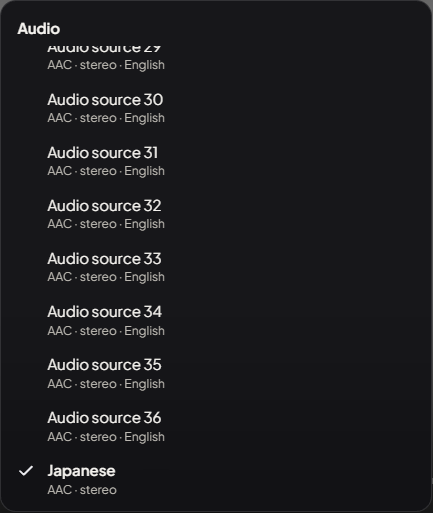 Audio
Audio source 29
AAC · stereo · English
Audio source 30
AAC · stereo · English
Audio source 31
AAC · stereo · English
Audio source 32
AAC · stereo · English
Audio source 33
AAC · stereo · English
Audio source 34
AAC · stereo · English
Audio source 35
AAC · stereo · English
Audio source 36
AAC · stereo · English
Japanese
AAC · stereo